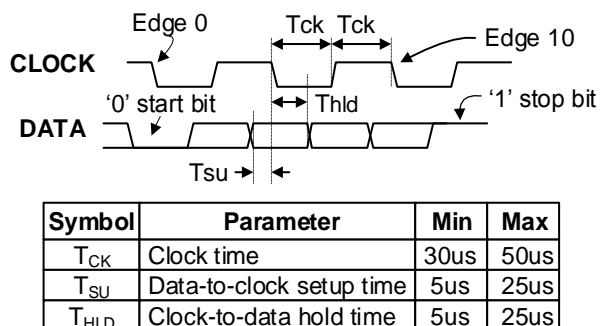 Edge 0
Tck Tck
Edge 10
CLOCK
‘0’ start bit
Thld
‘1’ stop bit
DATA
Tsu
Symbol Parameter Min Max
TCK Clock time 30us 50us
TSU Data-to-clock setup time 5us 25us
THLD Clock-to-data hold time 5us 25us